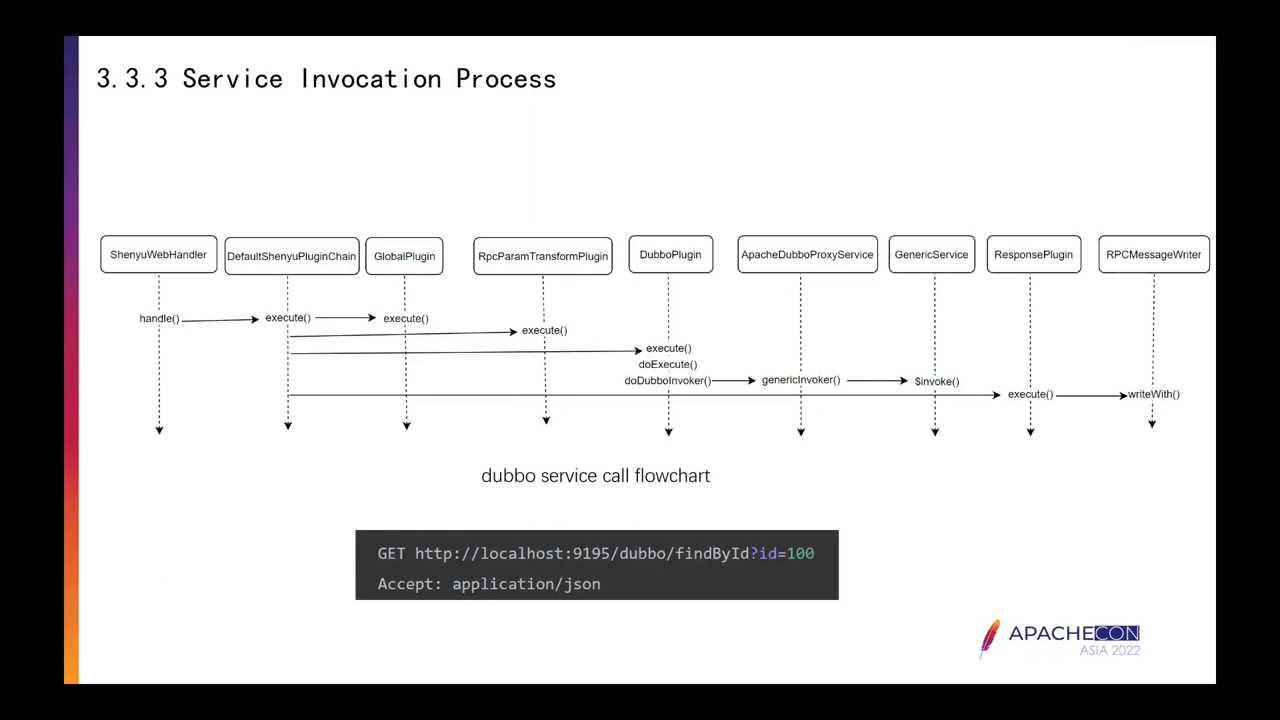 3.3.3 Service Invocation Process
ShenyuWebHandler
DefaultShenyuPluginChain
GlobalPlugin
RpcParamTransformPlugin
DubboPlugin
ApacheDubboProxyService
GenericService
ResponsePlugin
RPCMessageWriter
handle()
execute()
execute()
execute()
execute()
doExecute()
doDubboInvoker()
genericInvoker()
$invoke()
execute()
writeWith()
dubbo service call flowchart
GET http://localhost:9195/dubbo/findById?id=100
Accept: application/json
APACHECON
ASIA 2022